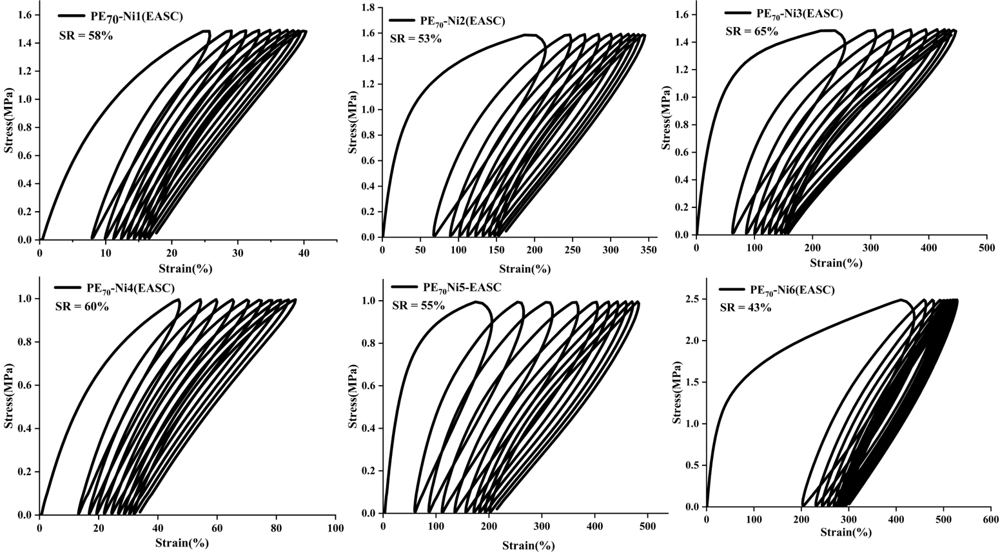 PE70-Ni1(EASC)
SR = 58%
Stress(MPa)
1.6
1.4
1.2
1.0
0.8
0.6
0.4
0.2
0.0
0 10 20 30 40
Strain(%)
PE70-Ni2(EASC)
SR = 53%
Stress(MPa)
1.8
1.6
1.4
1.2
1.0
0.8
0.6
0.4
0.2
0.0
0 50 100 150 200 250 300 350
Strain(%)
PE70-Ni3(EASC)
SR = 65%
Stress(MPa)
1.6
1.4
1.2
1.0
0.8
0.6
0.4
0.2
0.0
0 100 200 300 400 500
Strain(%)
PE70-Ni4(EASC)
SR = 60%
Stress(MPa)
1.0
0.8
0.6
0.4
0.2
0.0
0 20 40 60 80 100
Strain(%)
PE70Ni5-EASC
SR = 55%
Stress(MPa)
1.0
0.8
0.6
0.4
0.2
0.0
0 100 200 300 400 500
Strain(%)
PE70-Ni6(EASC)
SR = 43%
Stress(MPa)
2.5
2.0
1.5
1.0
0.5
0.0
0 100 200 300 400 500 600
Strain(%)